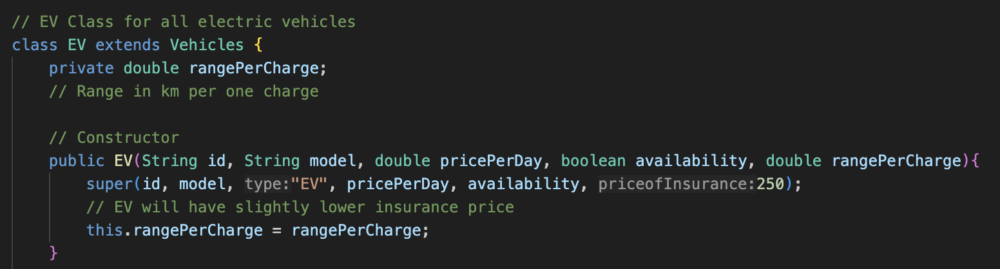 // EV Class for all electric vehicles
class EV extends Vehicles {
    private double rangePerCharge;
    // Range in km per one charge

    // Constructor
    public EV(String id, String model, double pricePerDay, boolean availability, double rangePerCharge){
        super(id, model, type:"EV", pricePerDay, availability, priceofInsurance:250);
        // EV will have slightly lower insurance price
        this.rangePerCharge = rangePerCharge;
    }